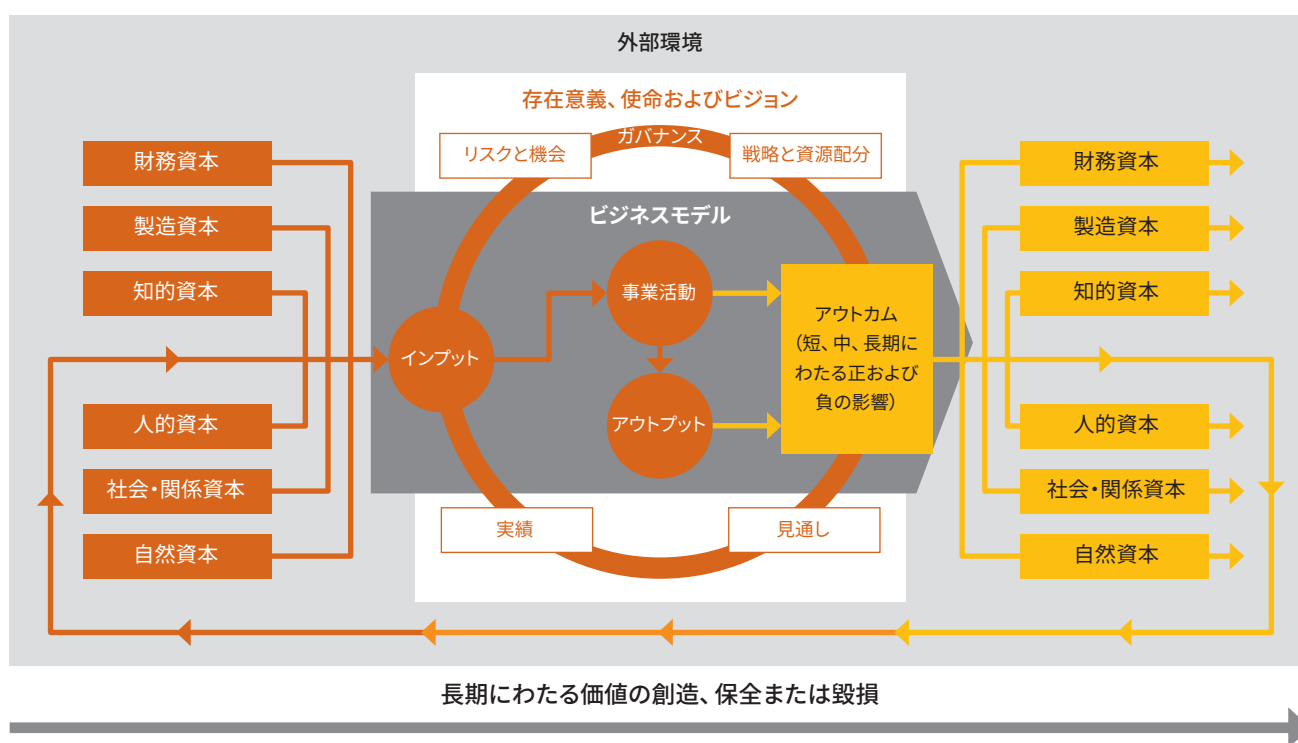 外部環境
存在意義、使命およびビジョン
ガバナンス
リスクと機会
戦略と資源配分
財務資本
製造資本
知的資本
人的資本
社会・関係資本
自然資本
ビジネスモデル
インプット
事業活動
アウトプット
アウトカム
（短、中、長期に
わたる正および
負の影響）
実績
見通し
財務資本
製造資本
知的資本
人的資本
社会・関係資本
自然資本
長期にわたる価値の創造、保全または毀損